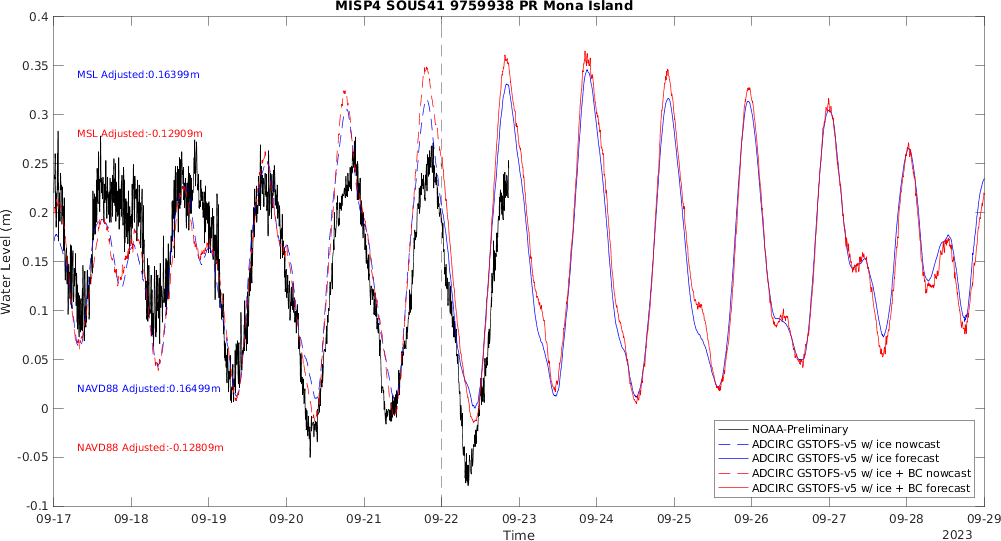 MISP4 SOUS41 9759938 PR Mona Island
0.4
0.35
0.3
0.25
0.2
0.15
0.1
0.05
0
-0.05
-0.1
Water Level (m)
MSL Adjusted:0.16399m
MSL Adjusted:-0.12909m
NAVD88 Adjusted:0.16499m
NAVD88 Adjusted:-0.12809m
NOAA-Preliminary
ADCIRC GSTOFS-v5 w/ ice nowcast
ADCIRC GSTOFS-v5 w/ ice forecast
ADCIRC GSTOFS-v5 w/ ice + BC nowcast
ADCIRC GSTOFS-v5 w/ ice + BC forecast
09-17 09-18 09-19 09-20 09-21 09-22 09-23 09-24 09-25 09-26 09-27 09-28 09-29
Time
2023